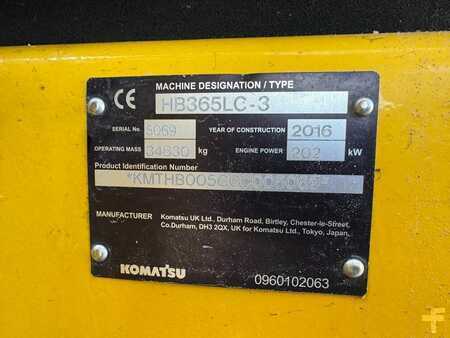 CE MACHINE DESIGNATION / TYPE
HB365LC-3
SERIAL No. 5069 YEAR OF CONSTRUCTION 2016
OPERATING MASS 34830 kg ENGINE POWER 202 kW
Product Identification Number
MANUFACTURER Komatsu UK Ltd., Durham Road, Birtley, Chester-le-Street,
Co.Durham, DH3 2QX, UK for Komatsu Ltd., Tokyo, Japan.
KOMATSU 0960102063